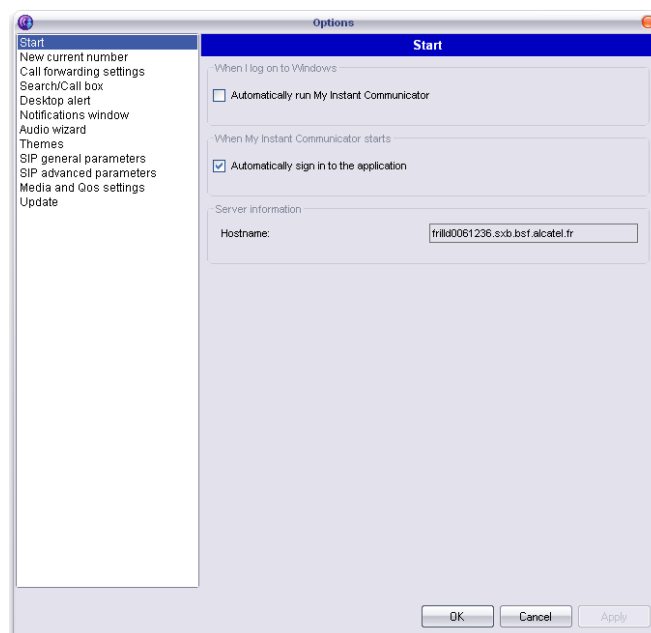 Options
Start
New current number
Call forwarding settings
Search/Call box
Desktop alert
Notifications window
Audio wizard
Themes
SIP general parameters
SIP advanced parameters
Media and Qos settings
Update
Start
When I log on to Windows
Automatically run My Instant Communicator
When My Instant Communicator starts
Automatically sign in to the application
Server information
Hostname: frilld0061236.sxb.bsf.alcatel.fr
OK Cancel Apply